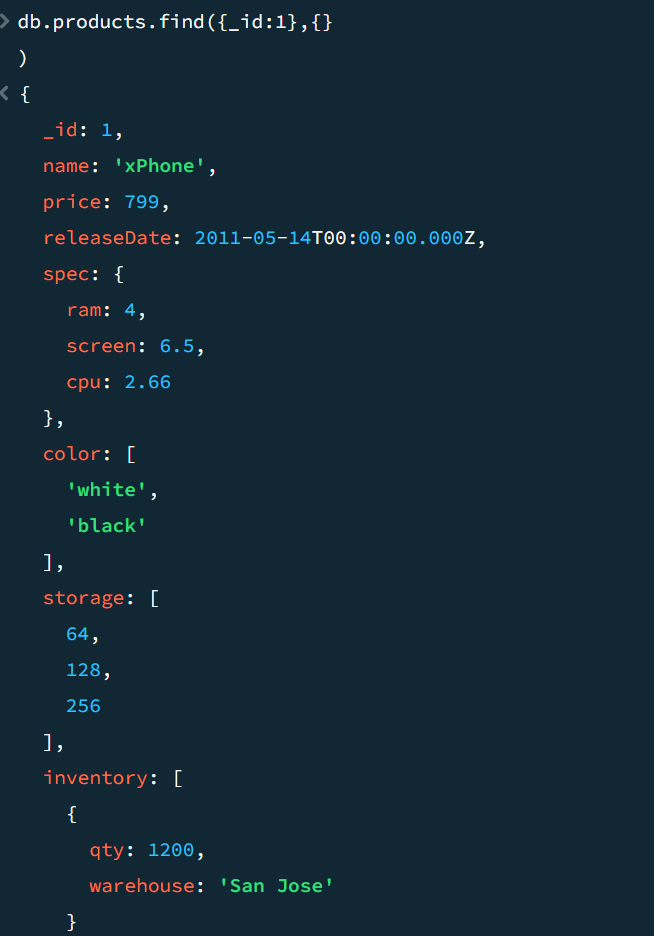 > db.products.find({_id:1},{}
)
< {
_id: 1,
name: 'xPhone',
price: 799,
releaseDate: 2011-05-14T00:00:00.000Z,
spec: {
ram: 4,
screen: 6.5,
cpu: 2.66
},
color: [
'white',
'black'
],
storage: [
64,
128,
256
],
inventory: [
{
qty: 1200,
warehouse: 'San Jose'
}